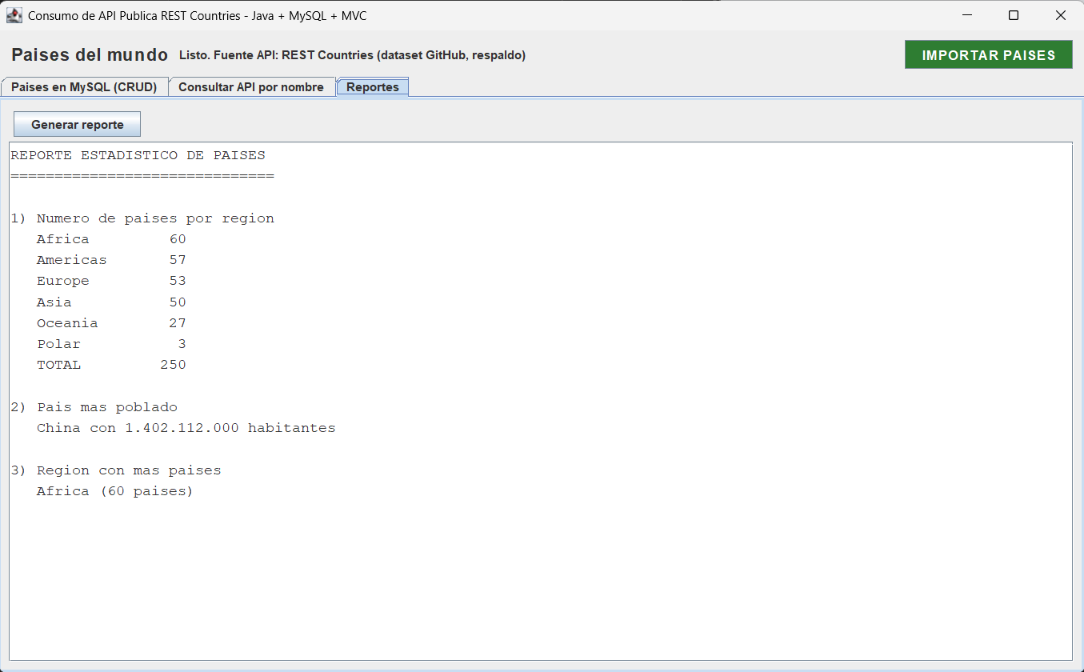 Consumo de API Publica REST Countries - Java + MySQL + MVC
Paises del mundo Listo. Fuente API: REST Countries (dataset GitHub, respaldo) IMPORTAR PAISES
Paises en MySQL (CRUD) Consultar API por nombre Reportes
Generar reporte
REPORTE ESTADISTICO DE PAISES
==============================
1) Numero de paises por region
Africa 60
Americas 57
Europe 53
Asia 50
Oceania 27
Polar 3
TOTAL 250
2) Pais mas poblado
China con 1.402.112.000 habitantes
3) Region con mas paises
Africa (60 paises)